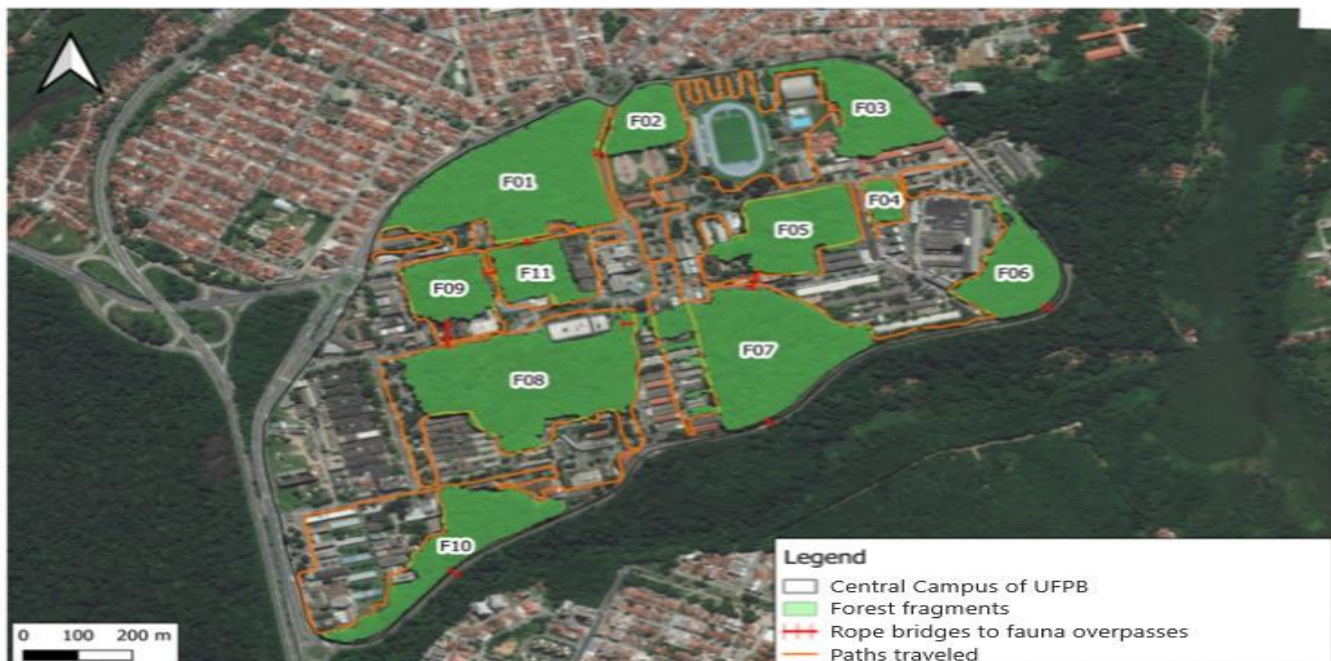 F02
F03
F01
F04
F05
F11
F06
F09
F07
F08
F10
Legend
Central Campus of UFPB
Forest fragments
Rope bridges to fauna overpasses
Paths traveled
0 100 200 m